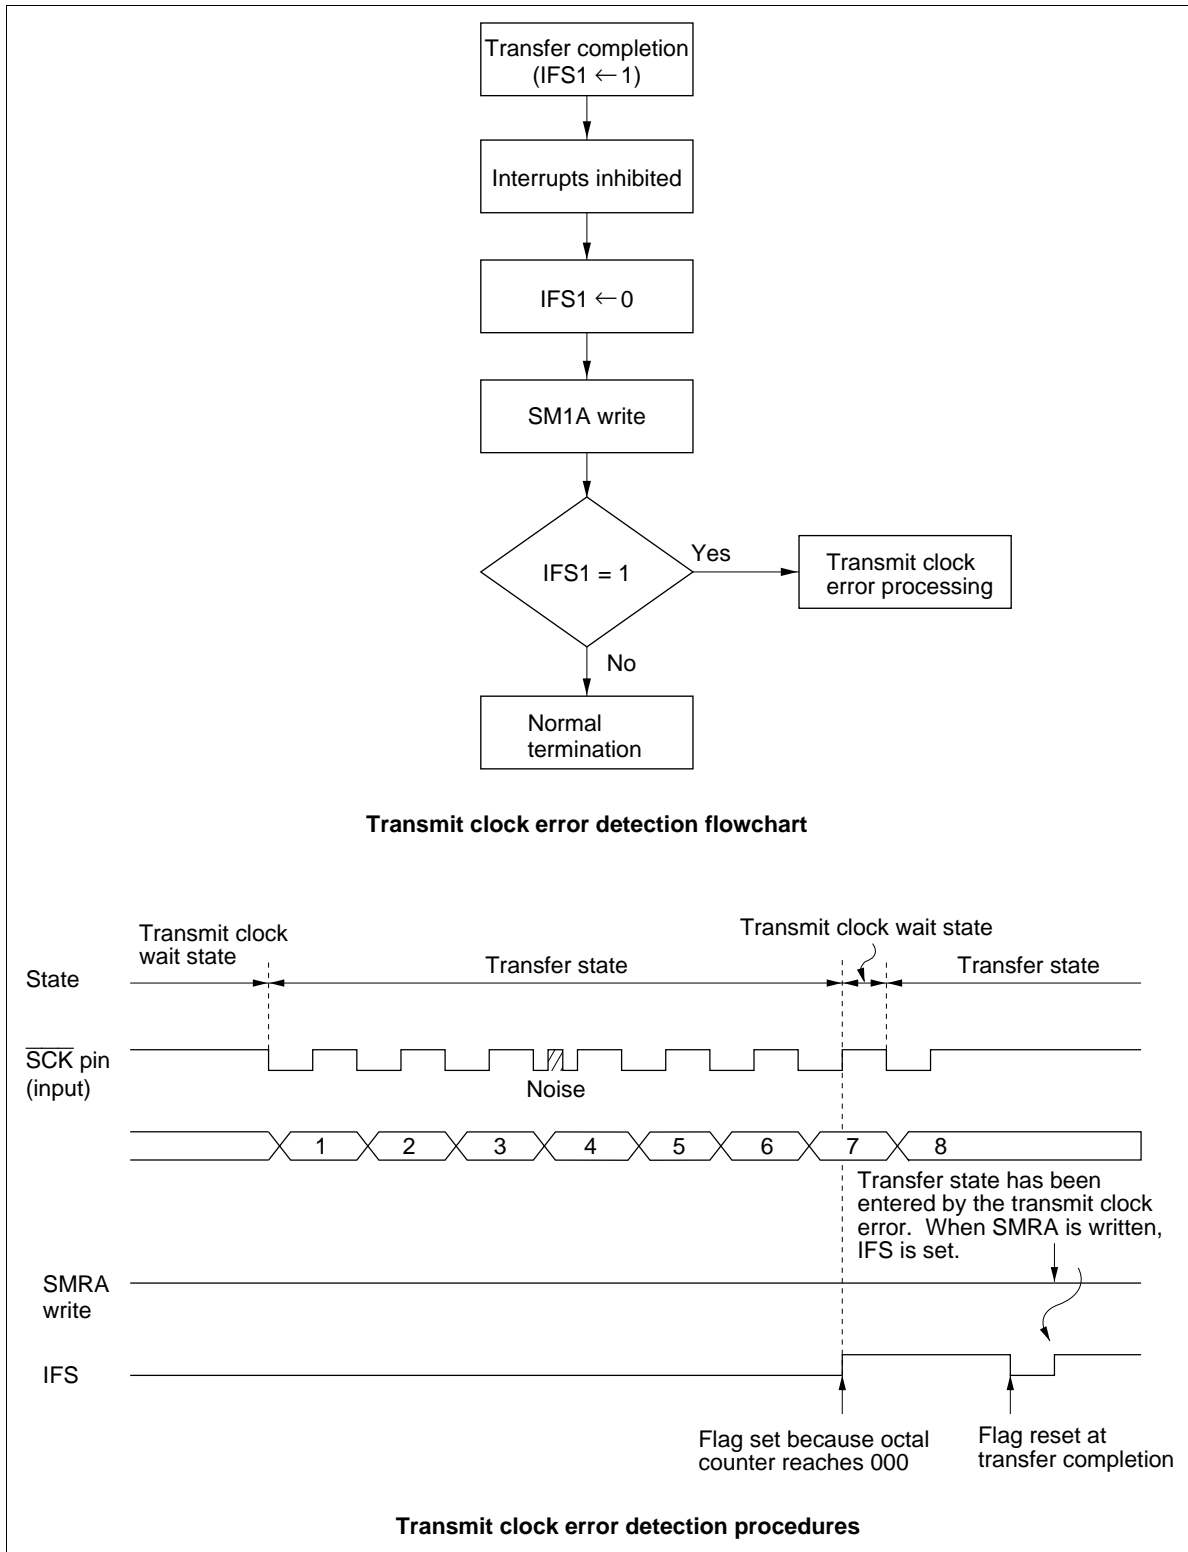 Transfer completion
(IFS1 ← 1)
Interrupts inhibited
IFS1 ← 0
SM1A write
IFS1 = 1
Yes
Transmit clock
error processing
No
Normal
termination
Transmit clock error detection flowchart
Transmit clock
wait state
Transmit clock wait state
State
Transfer state
Transfer state
SCK pin
(input)
Noise
1 2 3 4 5 6 7 8
Transfer state has been
entered by the transmit clock
error. When SMRA is written,
IFS is set.
SMRA
write
IFS
Flag set because octal
counter reaches 000
Flag reset at
transfer completion
Transmit clock error detection procedures